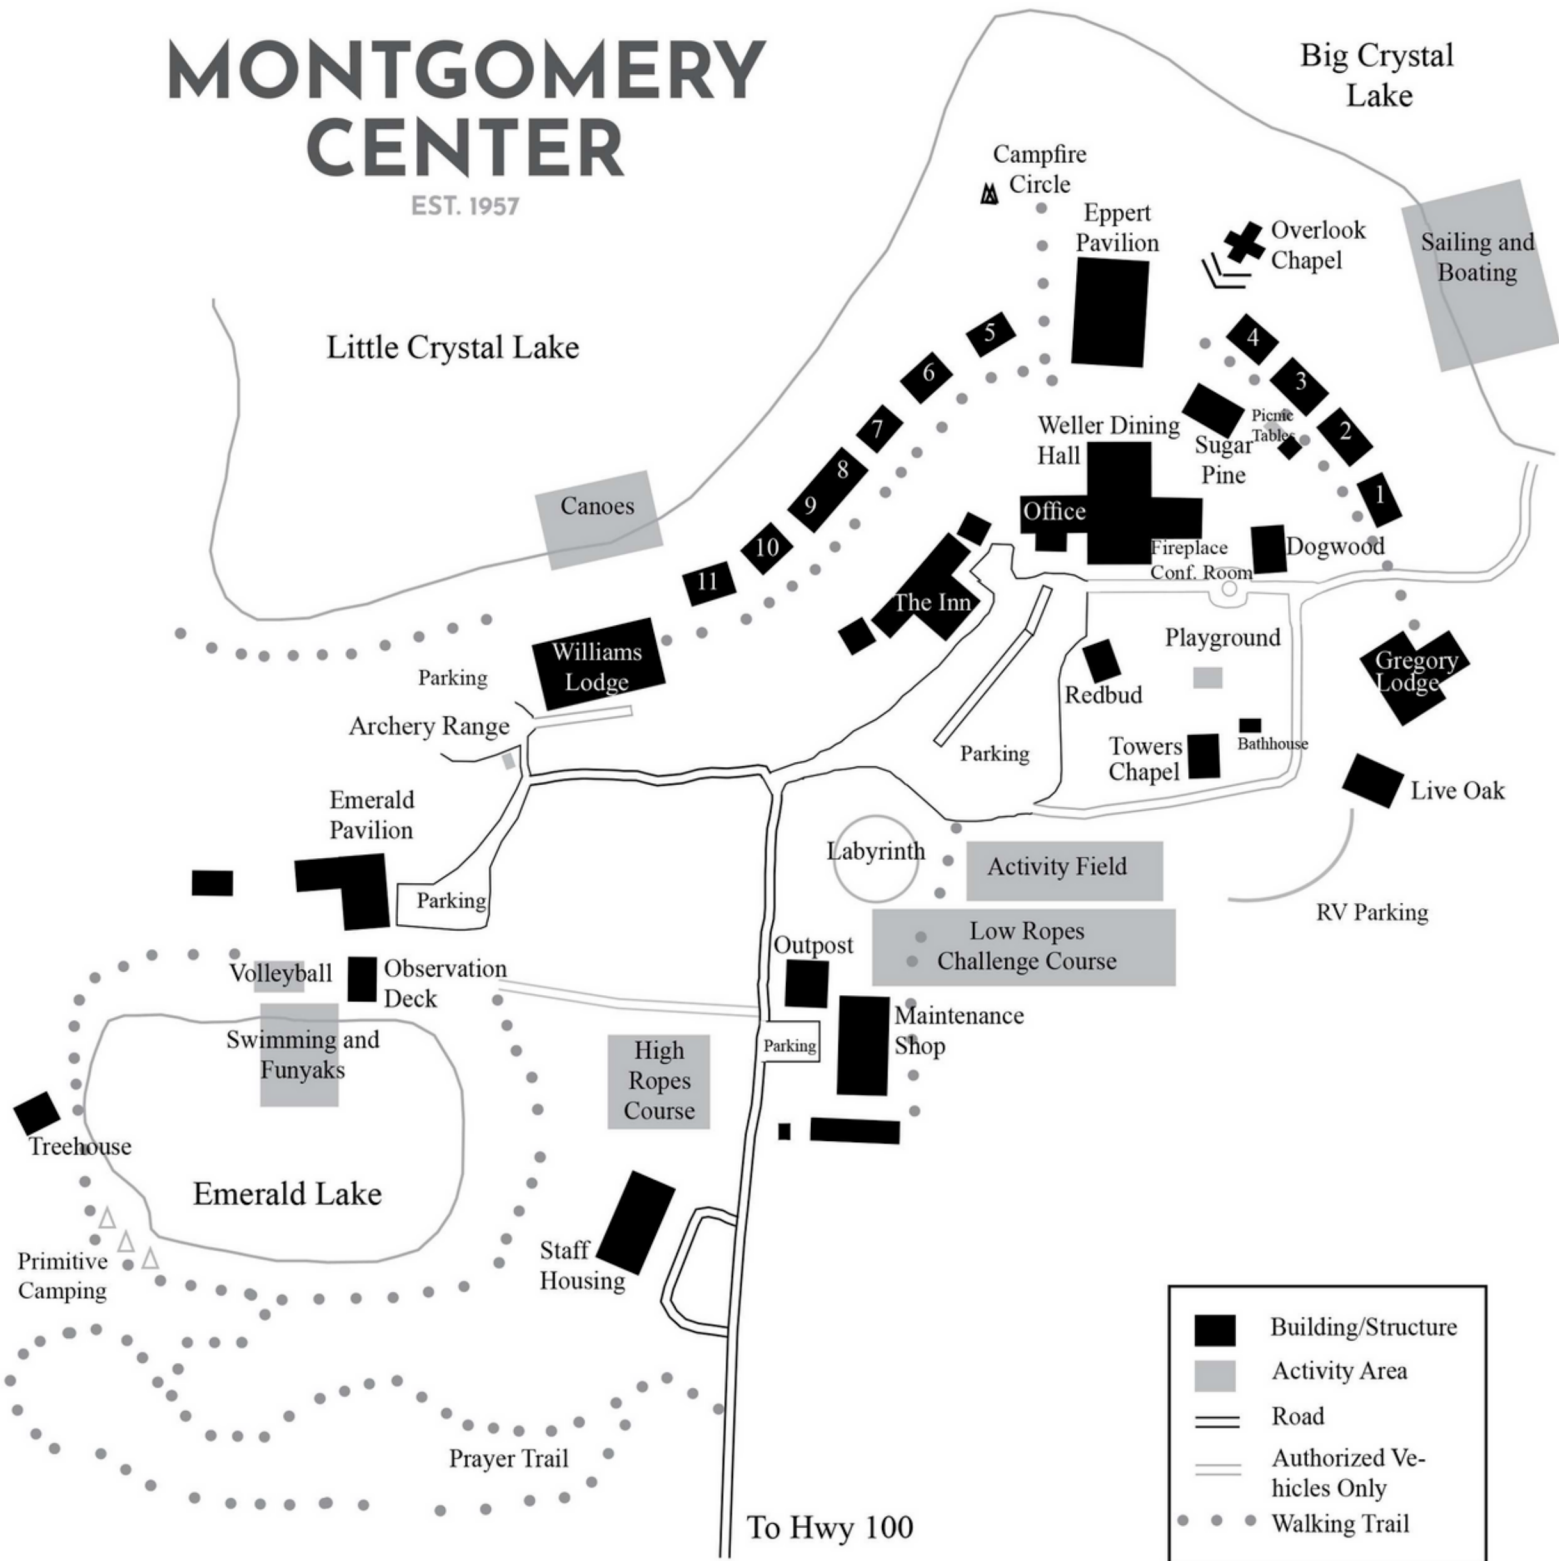 MONTGOMERY
CENTER
EST. 1957
Big Crystal
Lake
Campfire
Circle
Eppert
Pavilion
Overlook
Chapel
Sailing and
Boating
Little Crystal Lake
5
4
6
3
7
Picnic
Tables
2
Weller Dining
Hall
Sugar
Pine
8
9
1
Canoes
Office
10
Fireplace
Conf. Room
Dogwood
11
The Inn
Williams
Lodge
Playground
Gregory
Lodge
Parking
Redbud
Archery Range
Parking
Towers
Chapel
Bathhouse
Live Oak
Emerald
Pavilion
Labyrinth
Activity Field
Parking
RV Parking
Low Ropes
Challenge Course
Outpost
Volleyball
Observation
Deck
Maintenance
Shop
Swimming and
Funyaks
High
Ropes
Course
Parking
Treehouse
Emerald Lake
Primitive
Camping
Staff
Housing
Prayer Trail
To Hwy 100
Building/Structure
Activity Area
Road
Authorized Ve-
hicles Only
Walking Trail